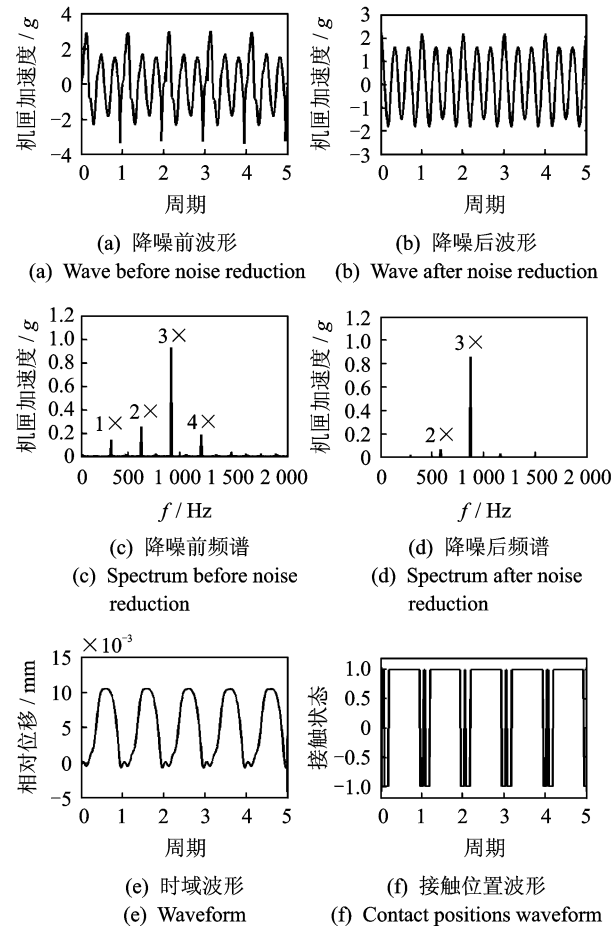 4
2
0
−2
−4
机匣加速度 / g
0 1 2 3 4 5
周期
(a) 降噪前波形
(a) Wave before noise reduction
3
2
1
0
−1
−2
−3
机匣加速度 / g
0 1 2 3 4 5
周期
(b) 降噪后波形
(b) Wave after noise reduction
1.2
1.0
0.8
0.6
0.4
0.2
0
机匣加速度 / g
1×
2×
3×
4×
0 500 1 000 1 500 2 000
f / Hz
(c) 降噪前频谱
(c) Spectrum before noise
reduction
1.2
1.0
0.8
0.6
0.4
0.2
0
机匣加速度 / g
2×
3×
0 500 1 000 1 500 2 000
f / Hz
(d) 降噪后频谱
(d) Spectrum after noise
reduction
×10⁻³
15
10
5
0
−5
相对位移 / mm
0 1 2 3 4 5
周期
(e) 时域波形
(e) Waveform
1.0
0.5
0
−0.5
−1.0
接触状态
0 1 2 3 4 5
周期
(f) 接触位置波形
(f) Contact positions waveform